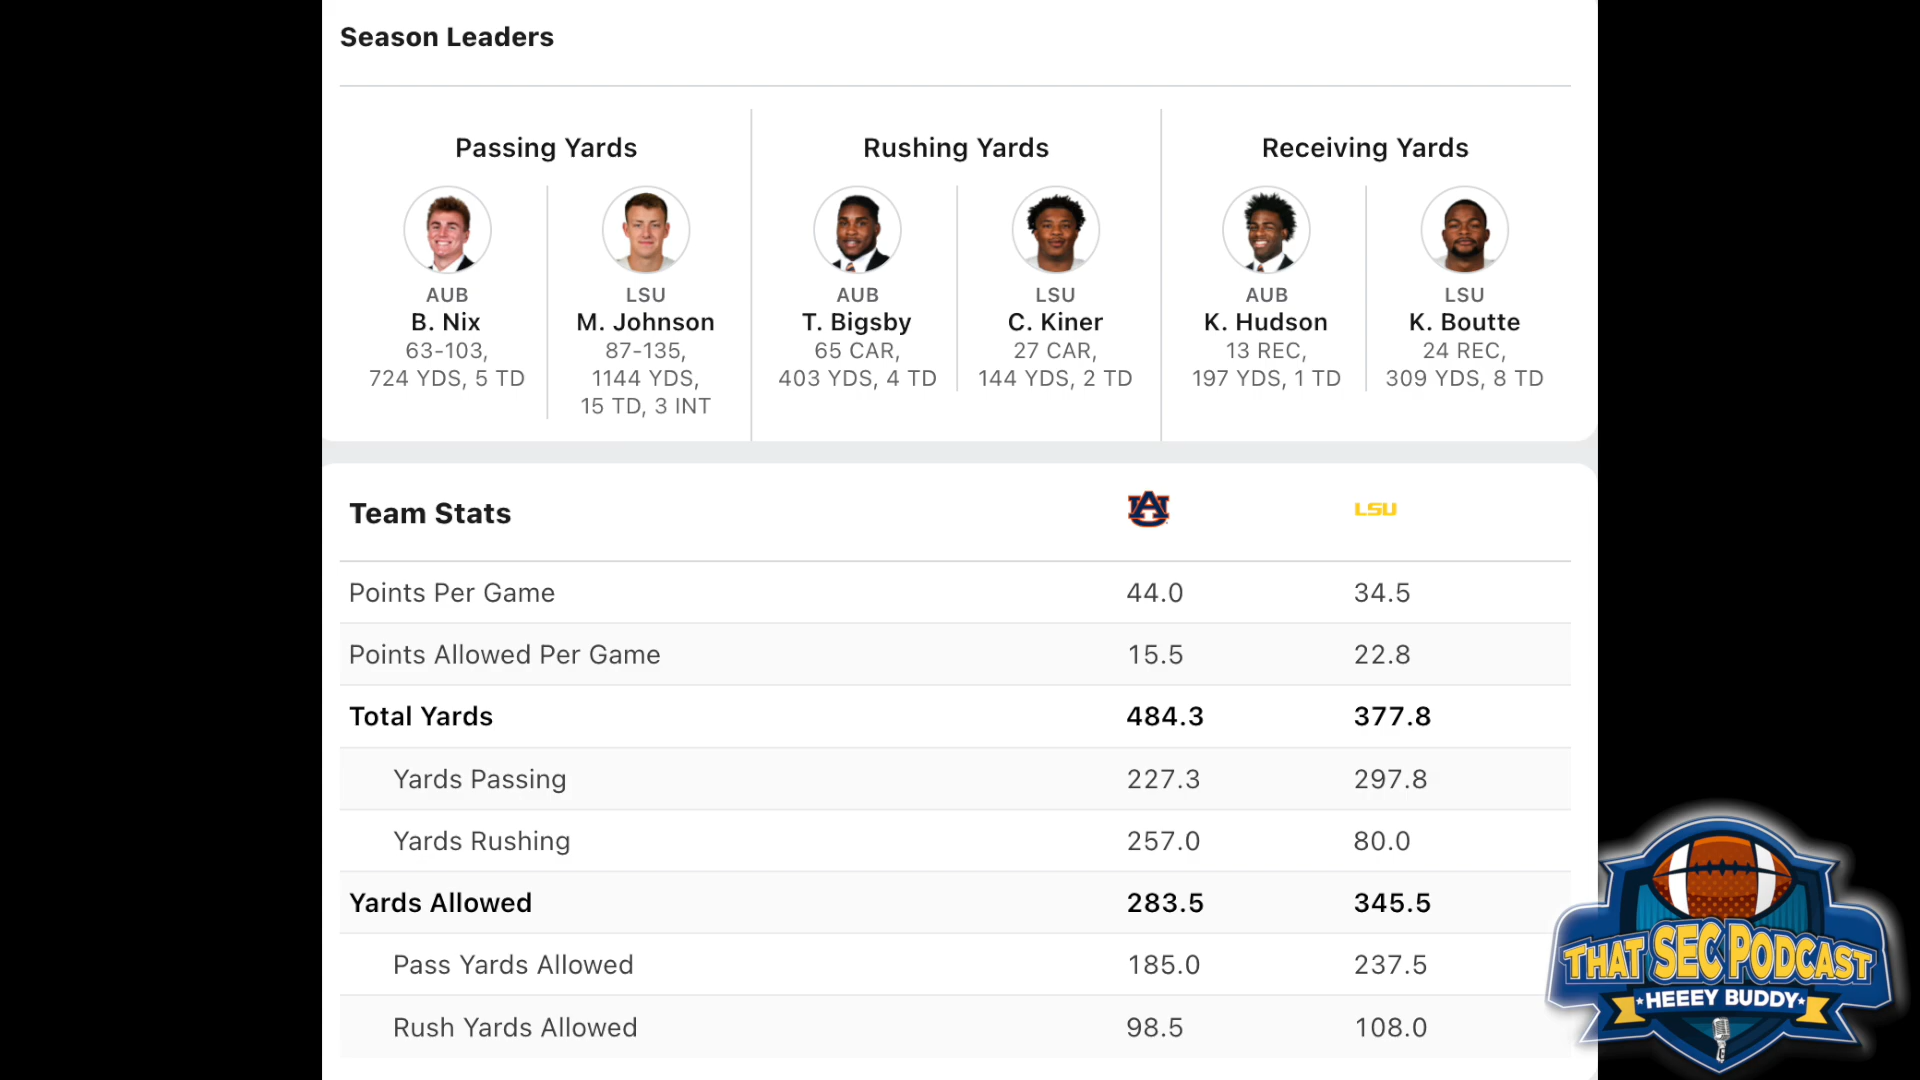 Season Leaders
Passing Yards
Rushing Yards
Receiving Yards
AUB
B. Nix
63-103,
724 YDS, 5 TD
LSU
M. Johnson
87-135,
1144 YDS,
15 TD, 3 INT
AUB
T. Bigsby
65 CAR,
403 YDS, 4 TD
LSU
C. Kiner
27 CAR,
144 YDS, 2 TD
AUB
K. Hudson
13 REC,
197 YDS, 1 TD
LSU
K. Boutte
24 REC,
309 YDS, 8 TD
Team Stats AU LSU
Points Per Game 44.0 34.5
Points Allowed Per Game 15.5 22.8
Total Yards 484.3 377.8
Yards Passing 227.3 297.8
Yards Rushing 257.0 80.0
Yards Allowed 283.5 345.5
Pass Yards Allowed 185.0 237.5
Rush Yards Allowed 98.5 108.0
THAT SEC PODCAST
HEEEY BUDDY